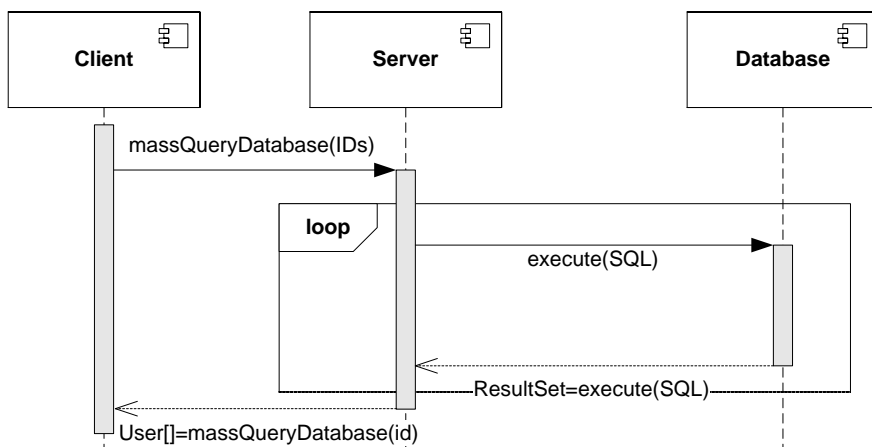 Client
Server
Database
massQueryDatabase(IDs)
loop
execute(SQL)
ResultSet=execute(SQL)
User[]=massQueryDatabase(id)